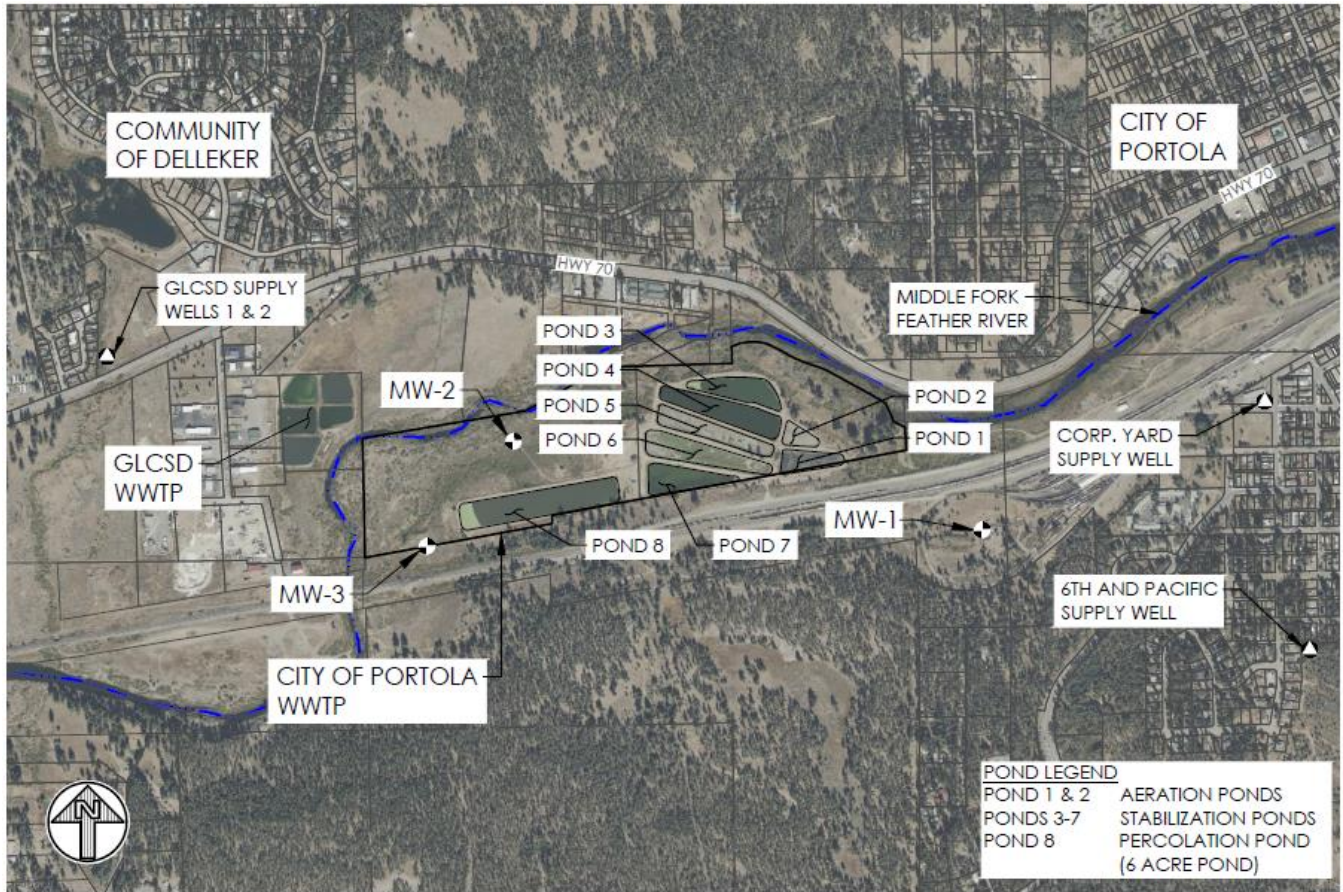 COMMUNITY
OF DELLEKER
CITY OF
PORTOLA
HWY 70
GLCSD SUPPLY
WELLS 1 & 2
HWY 70
MIDDLE FORK
FEATHER RIVER
POND 3
POND 4
MW-2
POND 5
POND 2
POND 6
POND 1
CORP. YARD
SUPPLY WELL
GLCSD
WWTP
MW-1
POND 8
POND 7
MW-3
6TH AND PACIFIC
SUPPLY WELL
CITY OF PORTOLA
WWTP
POND LEGEND
POND 1 & 2 AERATION PONDS
PONDS 3-7 STABILIZATION PONDS
POND 8 PERCOLATION POND
(6 ACRE POND)
N